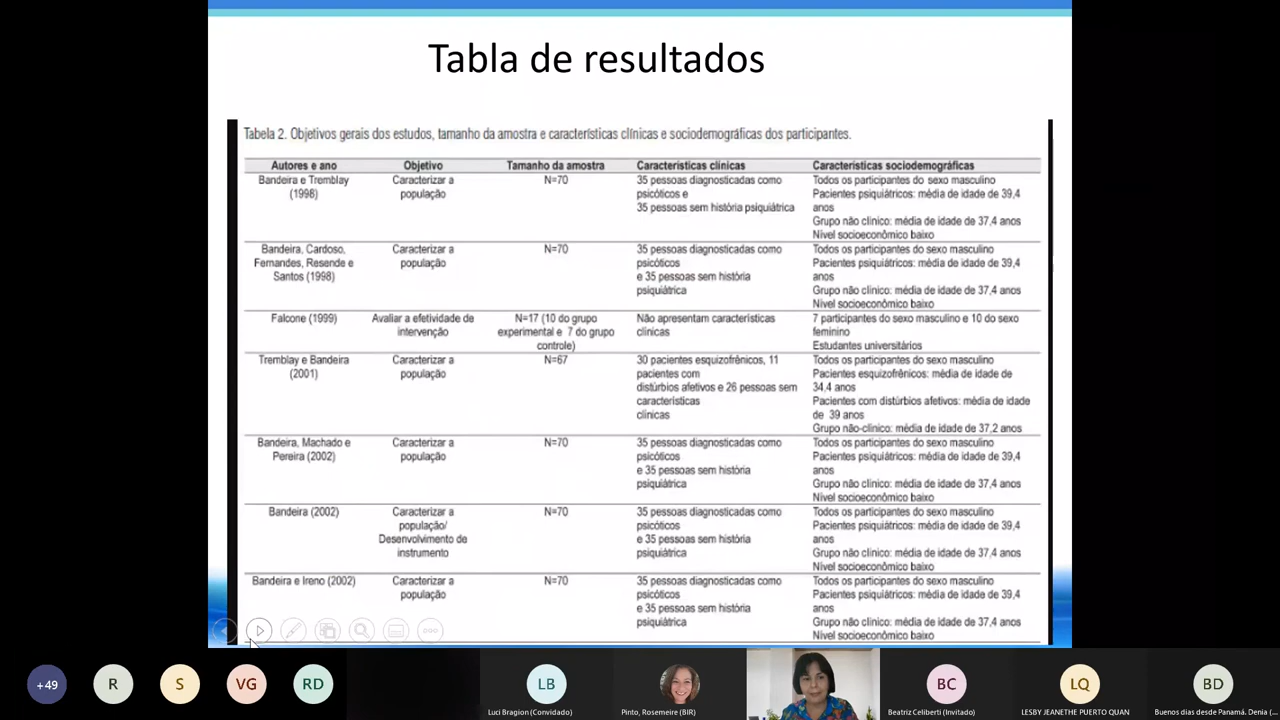 Tabla de resultados
Tabela 2. Objetivos gerais dos estudos, tamanho da amostra e características clínicas e sociodemográficas dos participantes.
Autores e ano Objetivo Tamanho da amostra Características clínicas Características sociodemográficas
Bandeira e Tremblay Caracterizar a N=70 35 pessoas diagnosticadas como Todos os participantes do sexo masculino
(1998) população psicóticos e Pacientes psiquiátricos: média de idade de 39,4
35 pessoas sem história psiquiátrica anos
Grupo não clínico: média de idade de 37,4 anos
Nível socioeconômico baixo
Bandeira, Cardoso, Caracterizar a N=70 35 pessoas diagnosticadas como Todos os participantes do sexo masculino
Fernandes, Resende e população psicóticos Pacientes psiquiátricos: média de idade de 39,4
Santos (1998) e 35 pessoas sem história anos
psiquiátrica Grupo não clínico: média de idade de 37,4 anos
Nível socioeconômico baixo
Falcone (1999) Avaliar a efetividade de N=17 (10 do grupo Não apresentam características 7 participantes do sexo masculino e 10 do sexo
intervenção experimental e 7 do grupo clínicas feminino
controle) Estudantes universitários
Tremblay e Bandeira Caracterizar a N=67 30 pacientes esquizofrênicos, 11 Todos os participantes do sexo masculino
(2001) população pacientes com Pacientes esquizofrênicos: média de idade de
distúrbios afetivos e 26 pessoas sem 34,4 anos
características Pacientes com distúrbios afetivos: média de idade
clínicas de 39 anos
Grupo não-clínico: média de 37,2 anos
Bandeira, Machado e Caracterizar a N=70 35 pessoas diagnosticadas como Todos os participantes do sexo masculino
Pereira (2002) população psicóticos Pacientes psiquiátricos: média de idade de 39,4
e 35 pessoas sem história anos
psiquiátrica Grupo não clínico: média de idade de 37,4 anos
Nível socioeconômico baixo
Bandeira (2002) Caracterizar a N=70 35 pessoas diagnosticadas como Todos os participantes do sexo masculino
população/ psicóticos Pacientes psiquiátricos: média de idade de 39,4
Desenvolvimento de e 35 pessoas sem história anos
instrumento psiquiátrica Grupo não clínico: média de idade de 37,4 anos
Nível socioeconômico baixo
Bandeira e Ireno (2002) Caracterizar a N=70 35 pessoas diagnosticadas como Todos os participantes do sexo masculino
população psicóticos Pacientes psiquiátricos: média de idade de 39,4
e 35 pessoas sem história anos
psiquiátrica Grupo não clínico: média de idade de 37,4 anos
Nível socioeconômico baixo
+49 R S VG RD LB BC LQ BD
Luci Bragion (Convidado) Pinto, Rosemeire (BIR) Beatriz Celiberti (Invitado) LESBY JEANETHE PUERTO QUAN Buenos dias desde Panamá. Denia (...